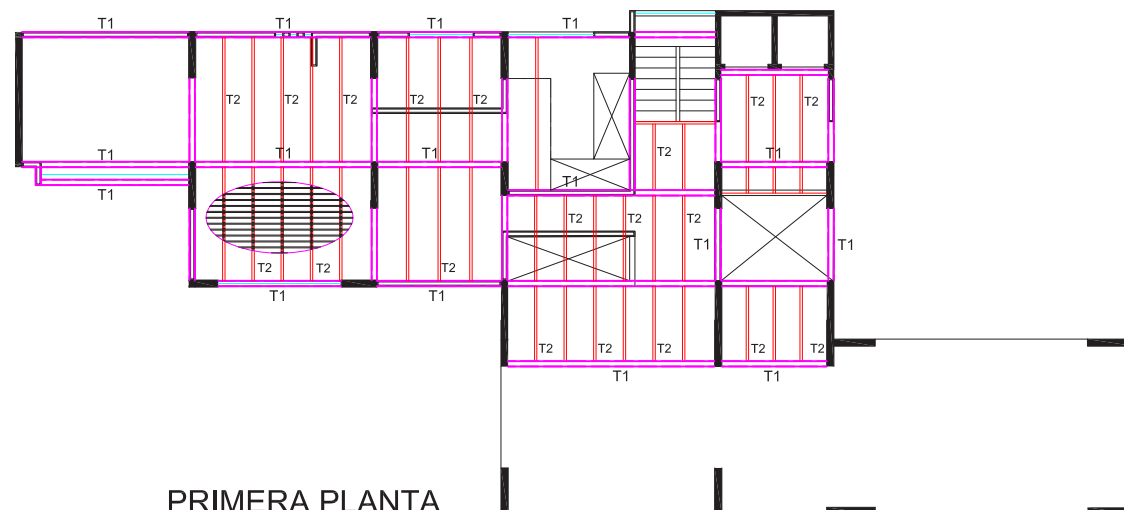 T1 T1 T1 T1
T2 T2 T2 T2 T2 T2 T2
T1 T1 T1 T2 T1
T1 T1
T2 T2 T2
T1 T1
T2 T2 T2
T1 T1
T2 T2 T2 T2 T2
T1 T1
PRIMERA PLANTA